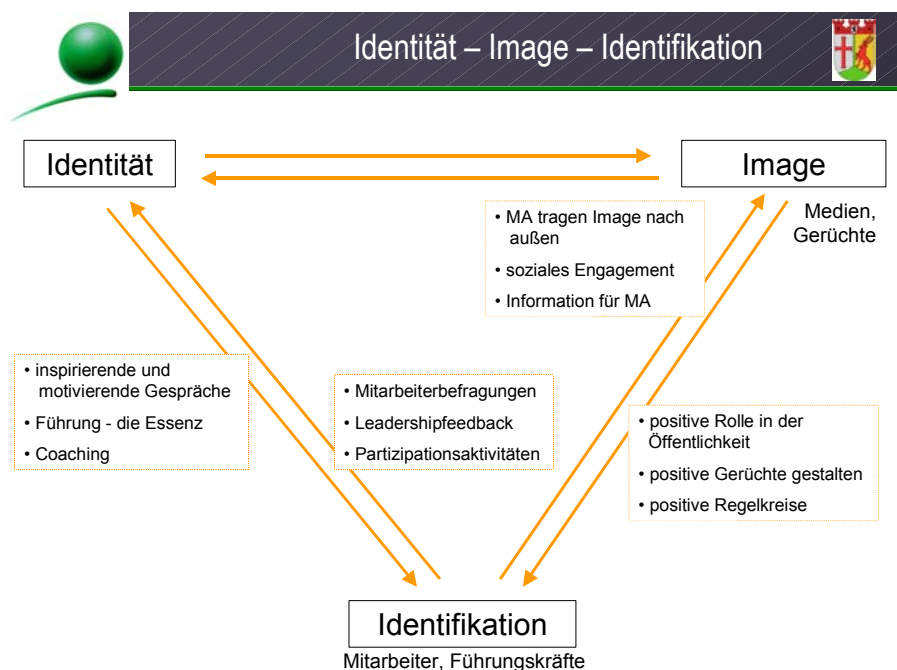 Identität – Image – Identifikation
Identität
Image
Medien,
Gerüchte
• MA tragen Image nach
außen
• soziales Engagement
• Information für MA
• inspirierende und
motivierende Gespräche
• Führung - die Essenz
• Coaching
• Mitarbeiterbefragungen
• Leadershipfeedback
• Partizipationsaktivitäten
• positive Rolle in der
Öffentlichkeit
• positive Gerüchte gestalten
• positive Regelkreise
Identifikation
Mitarbeiter, Führungskräfte